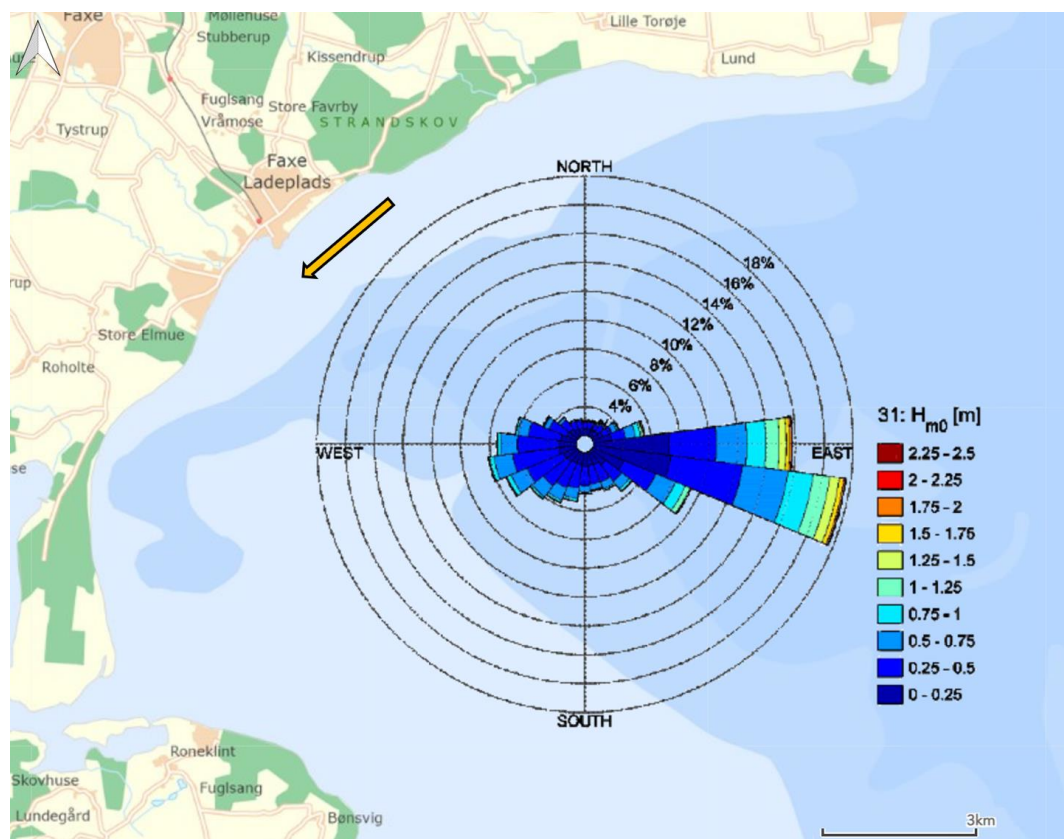 Faxe
Møllehuse
Stubberup
Kissendrup
Lille Torøje
Lund
Fuglsang
Vråmose
Store Favrby
Tystrup
STRANDSKOV
Faxe
Ladeplads
NORTH
18%
16%
14%
12%
10%
8%
6%
4%
Store Elmue
Roholte
WEST
EAST
31: Hm0 [m]
2.25 - 2.5
2 - 2.25
1.75 - 2
1.5 - 1.75
1.25 - 1.5
1 - 1.25
0.75 - 1
0.5 - 0.75
0.25 - 0.5
0 - 0.25
SOUTH
Roneklint
Skovhuse
Fuglsang
Lundegård
Bønsvig
3km